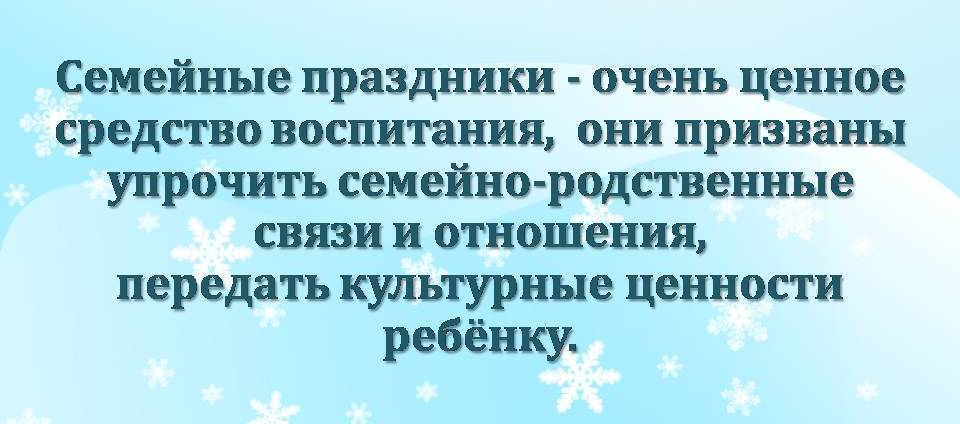 Семейные праздники - очень ценное
средство воспитания, они призваны
упрочить семейно-родственные
связи и отношения,
передать культурные ценности
ребёнку.